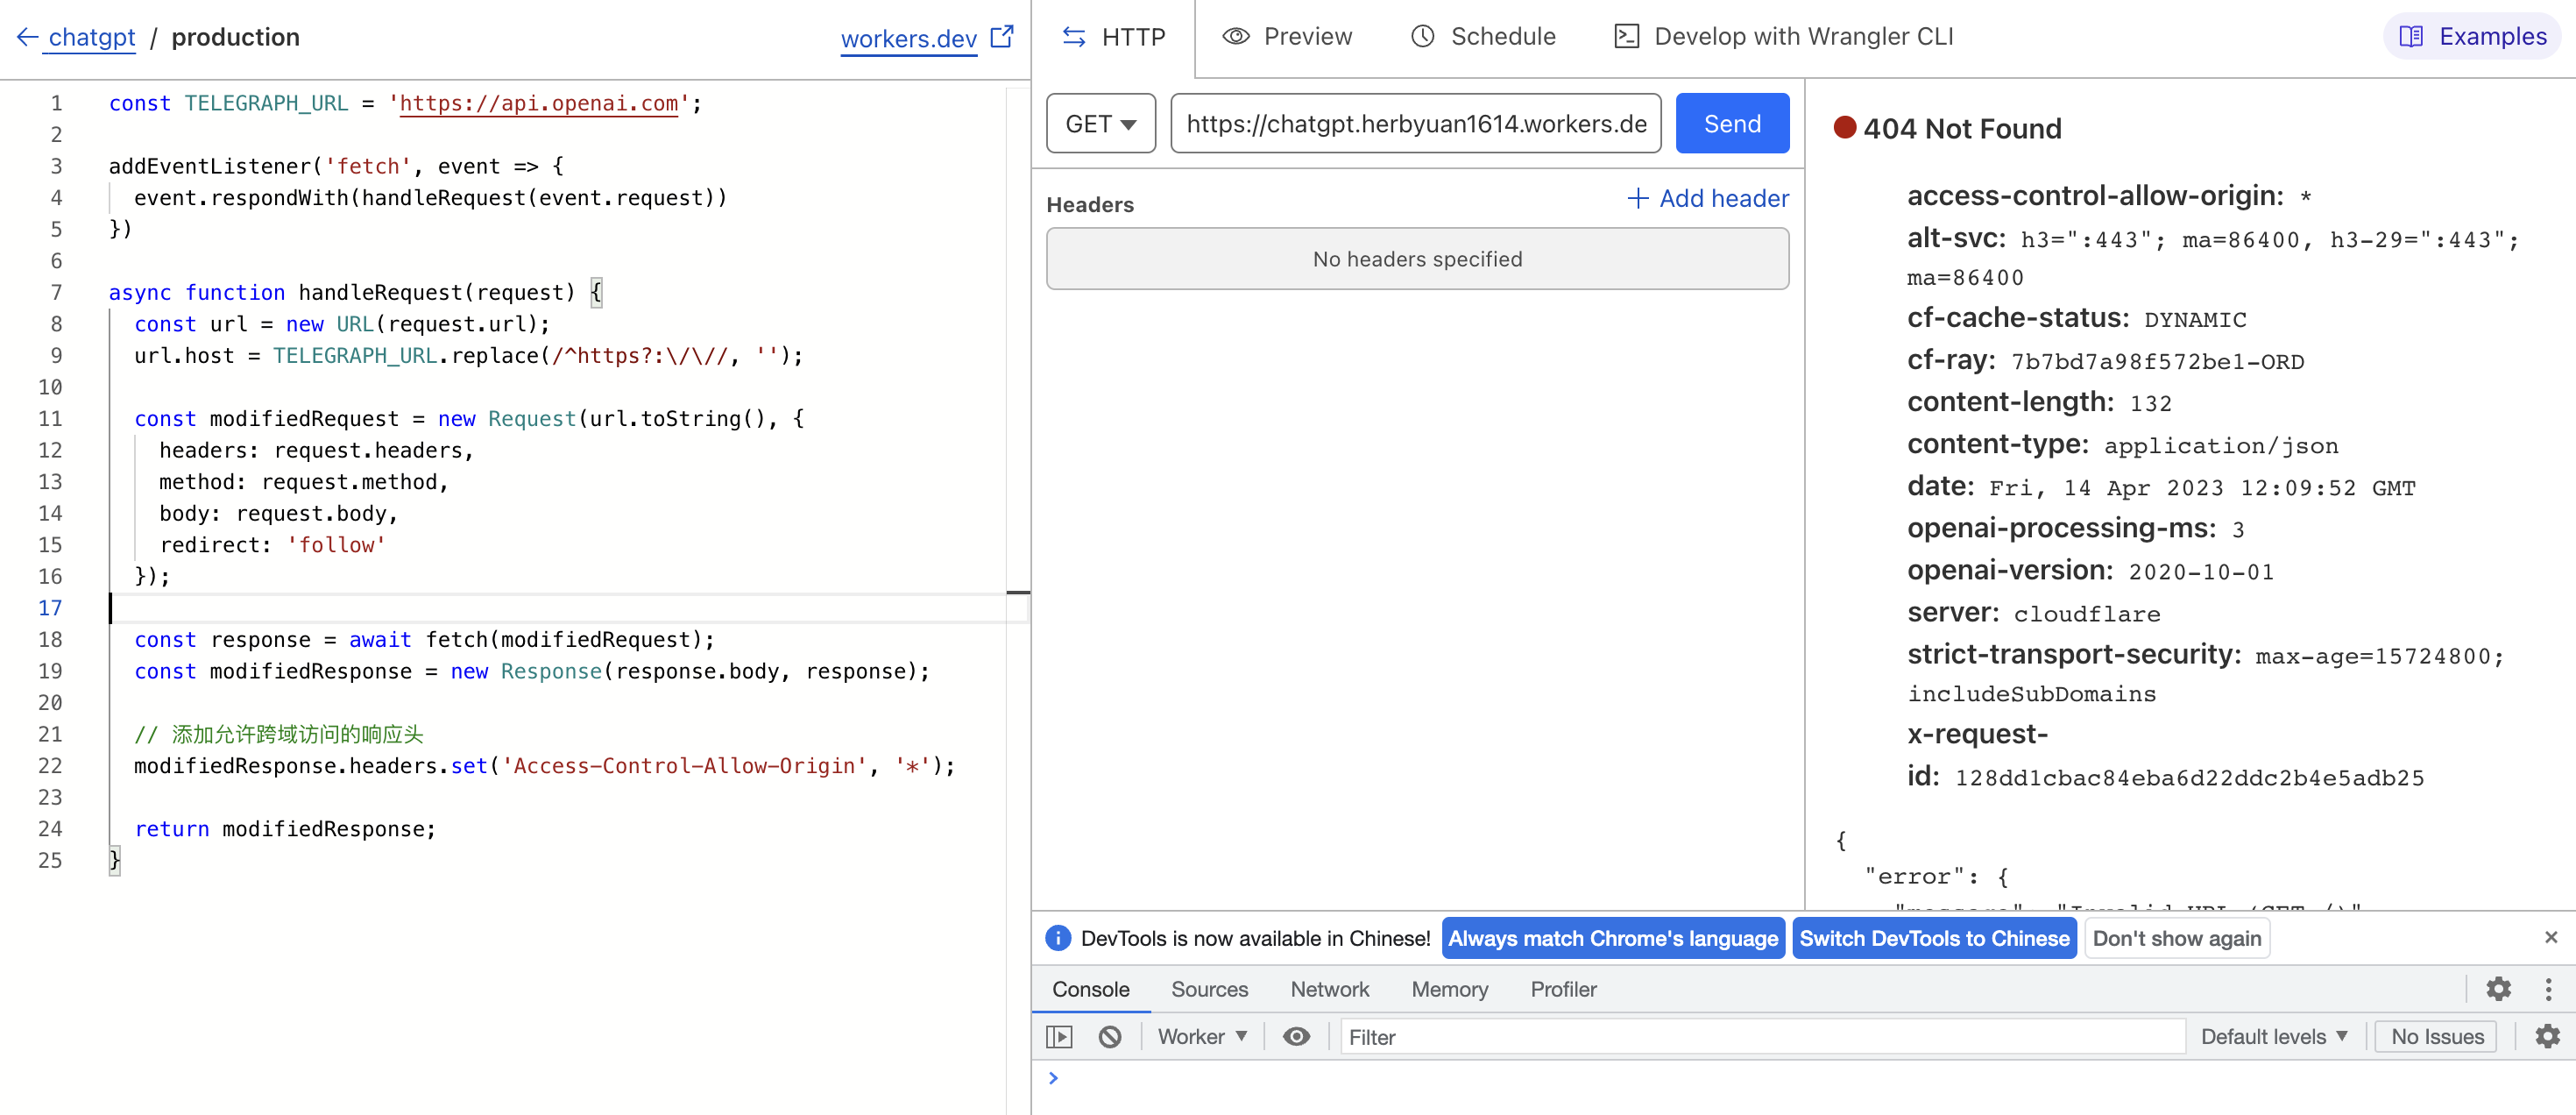 chatgpt / production
workers.dev
1 const TELEGRAPH_URL = 'https://api.openai.com';
2
3 addEventListener('fetch', event => {
4 event.respondWith(handleRequest(event.request))
5 })
6
7 async function handleRequest(request) {
8 const url = new URL(request.url);
9 url.host = TELEGRAPH_URL.replace(/^https?:\/\//, '');
10
11 const modifiedRequest = new Request(url.toString(), {
12 headers: request.headers,
13 method: request.method,
14 body: request.body,
15 redirect: 'follow'
16 });
17
18 const response = await fetch(modifiedRequest);
19 const modifiedResponse = new Response(response.body, response);
20
21 // 添加允许跨域访问的响应头
22 modifiedResponse.headers.set('Access-Control-Allow-Origin', '*');
23
24 return modifiedResponse;
25 }
HTTP
Preview
Schedule
Develop with Wrangler CLI
Examples
GET
https://chatgpt.herbyuan1614.workers.de
Send
Headers
Add header
No headers specified
404 Not Found
access-control-allow-origin: *
alt-svc: h3=":443"; ma=86400, h3-29=":443";
ma=86400
cf-cache-status: DYNAMIC
cf-ray: 7b7bd7a98f572be1-ORD
content-length: 132
content-type: application/json
date: Fri, 14 Apr 2023 12:09:52 GMT
openai-processing-ms: 3
openai-version: 2020-10-01
server: cloudflare
strict-transport-security: max-age=15724800;
includeSubDomains
x-request-
id: 128dd1cbac84eba6d22ddc2b4e5adb25
{
"error": {
"message": "Invalid URL (GET /)"
DevTools is now available in Chinese!
Always match Chrome's language
Switch DevTools to Chinese
Don't show again
Console
Sources
Network
Memory
Profiler
Worker
Filter
Default levels
No Issues